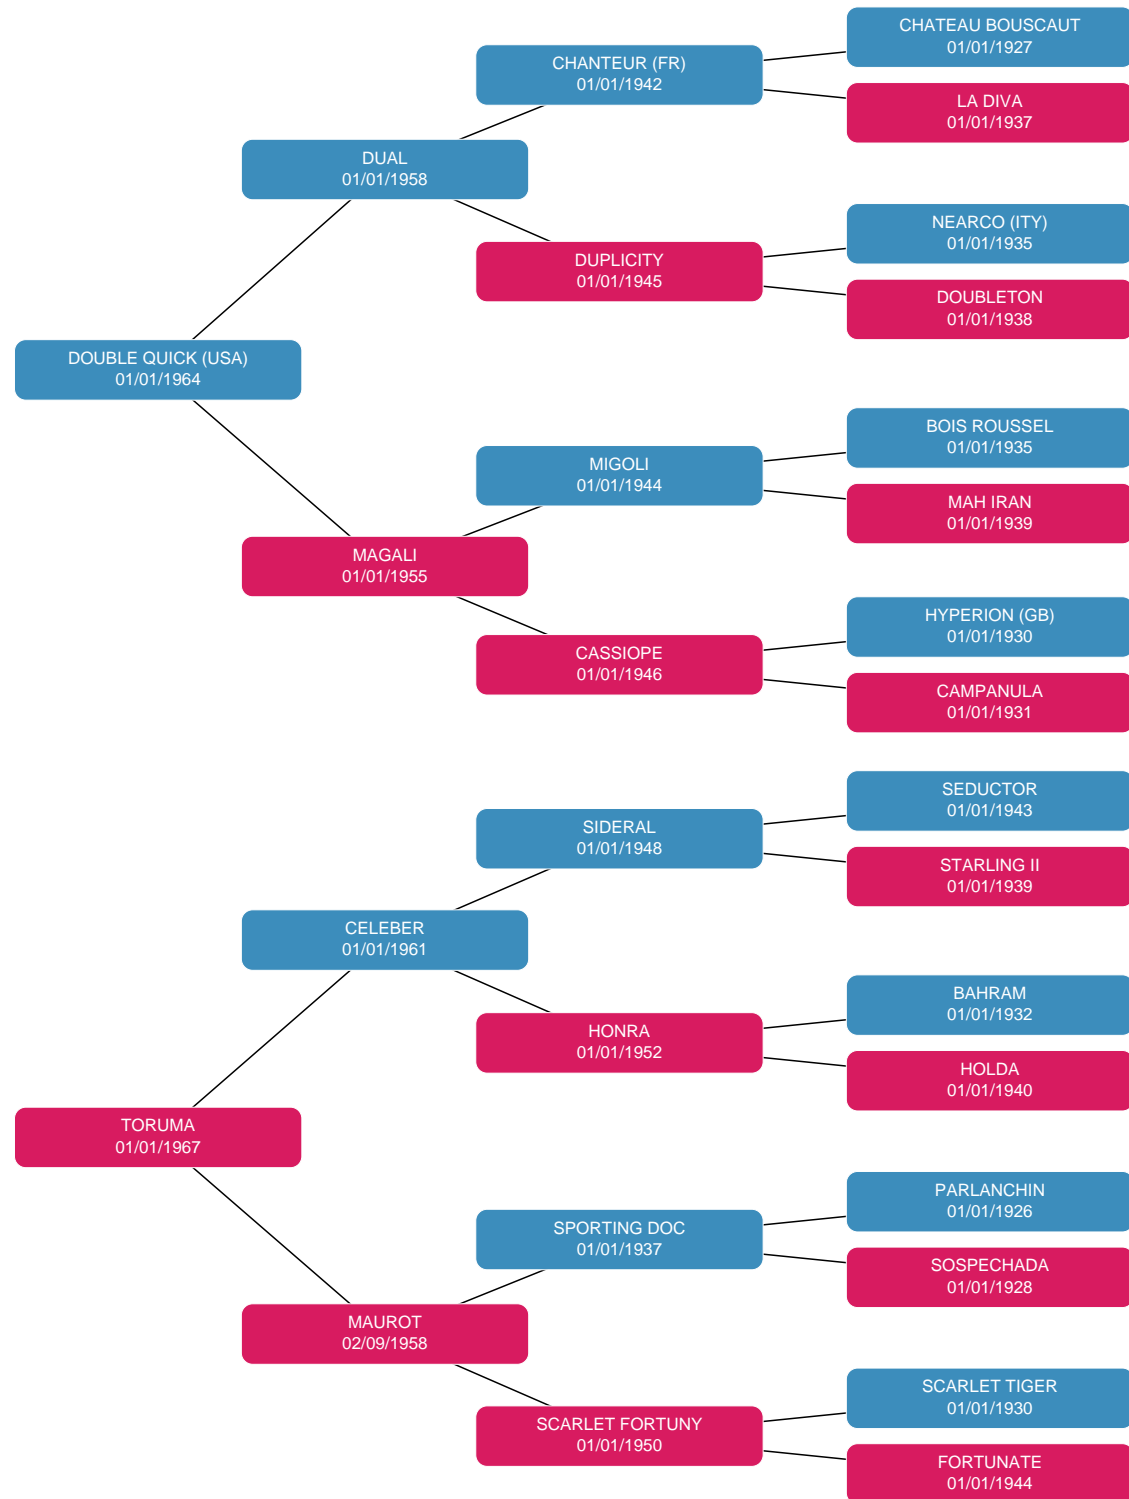 CHATEAU BOUSCAUT
01/01/1927
CHANTEUR (FR)
01/01/1942
LA DIVA
01/01/1937
DUAL
01/01/1958
NEARCO (ITY)
01/01/1935
DUPLICITY
01/01/1945
DOUBLETON
01/01/1938
DOUBLE QUICK (USA)
01/01/1964
BOIS ROUSSEL
01/01/1935
MIGOLI
01/01/1944
MAH IRAN
01/01/1939
MAGALI
01/01/1955
HYPERION (GB)
01/01/1930
CASSIOPE
01/01/1946
CAMPANULA
01/01/1931
SEDUCTOR
01/01/1943
SIDERAL
01/01/1948
STARLING II
01/01/1939
CELEBER
01/01/1961
BAHRAM
01/01/1932
HONRA
01/01/1952
HOLDA
01/01/1940
TORUMA
01/01/1967
PARLANCHIN
01/01/1926
SPORTING DOC
01/01/1937
SOSPECHADA
01/01/1928
MAUROT
02/09/1958
SCARLET TIGER
01/01/1930
SCARLET FORTUNY
01/01/1950
FORTUNATE
01/01/1944